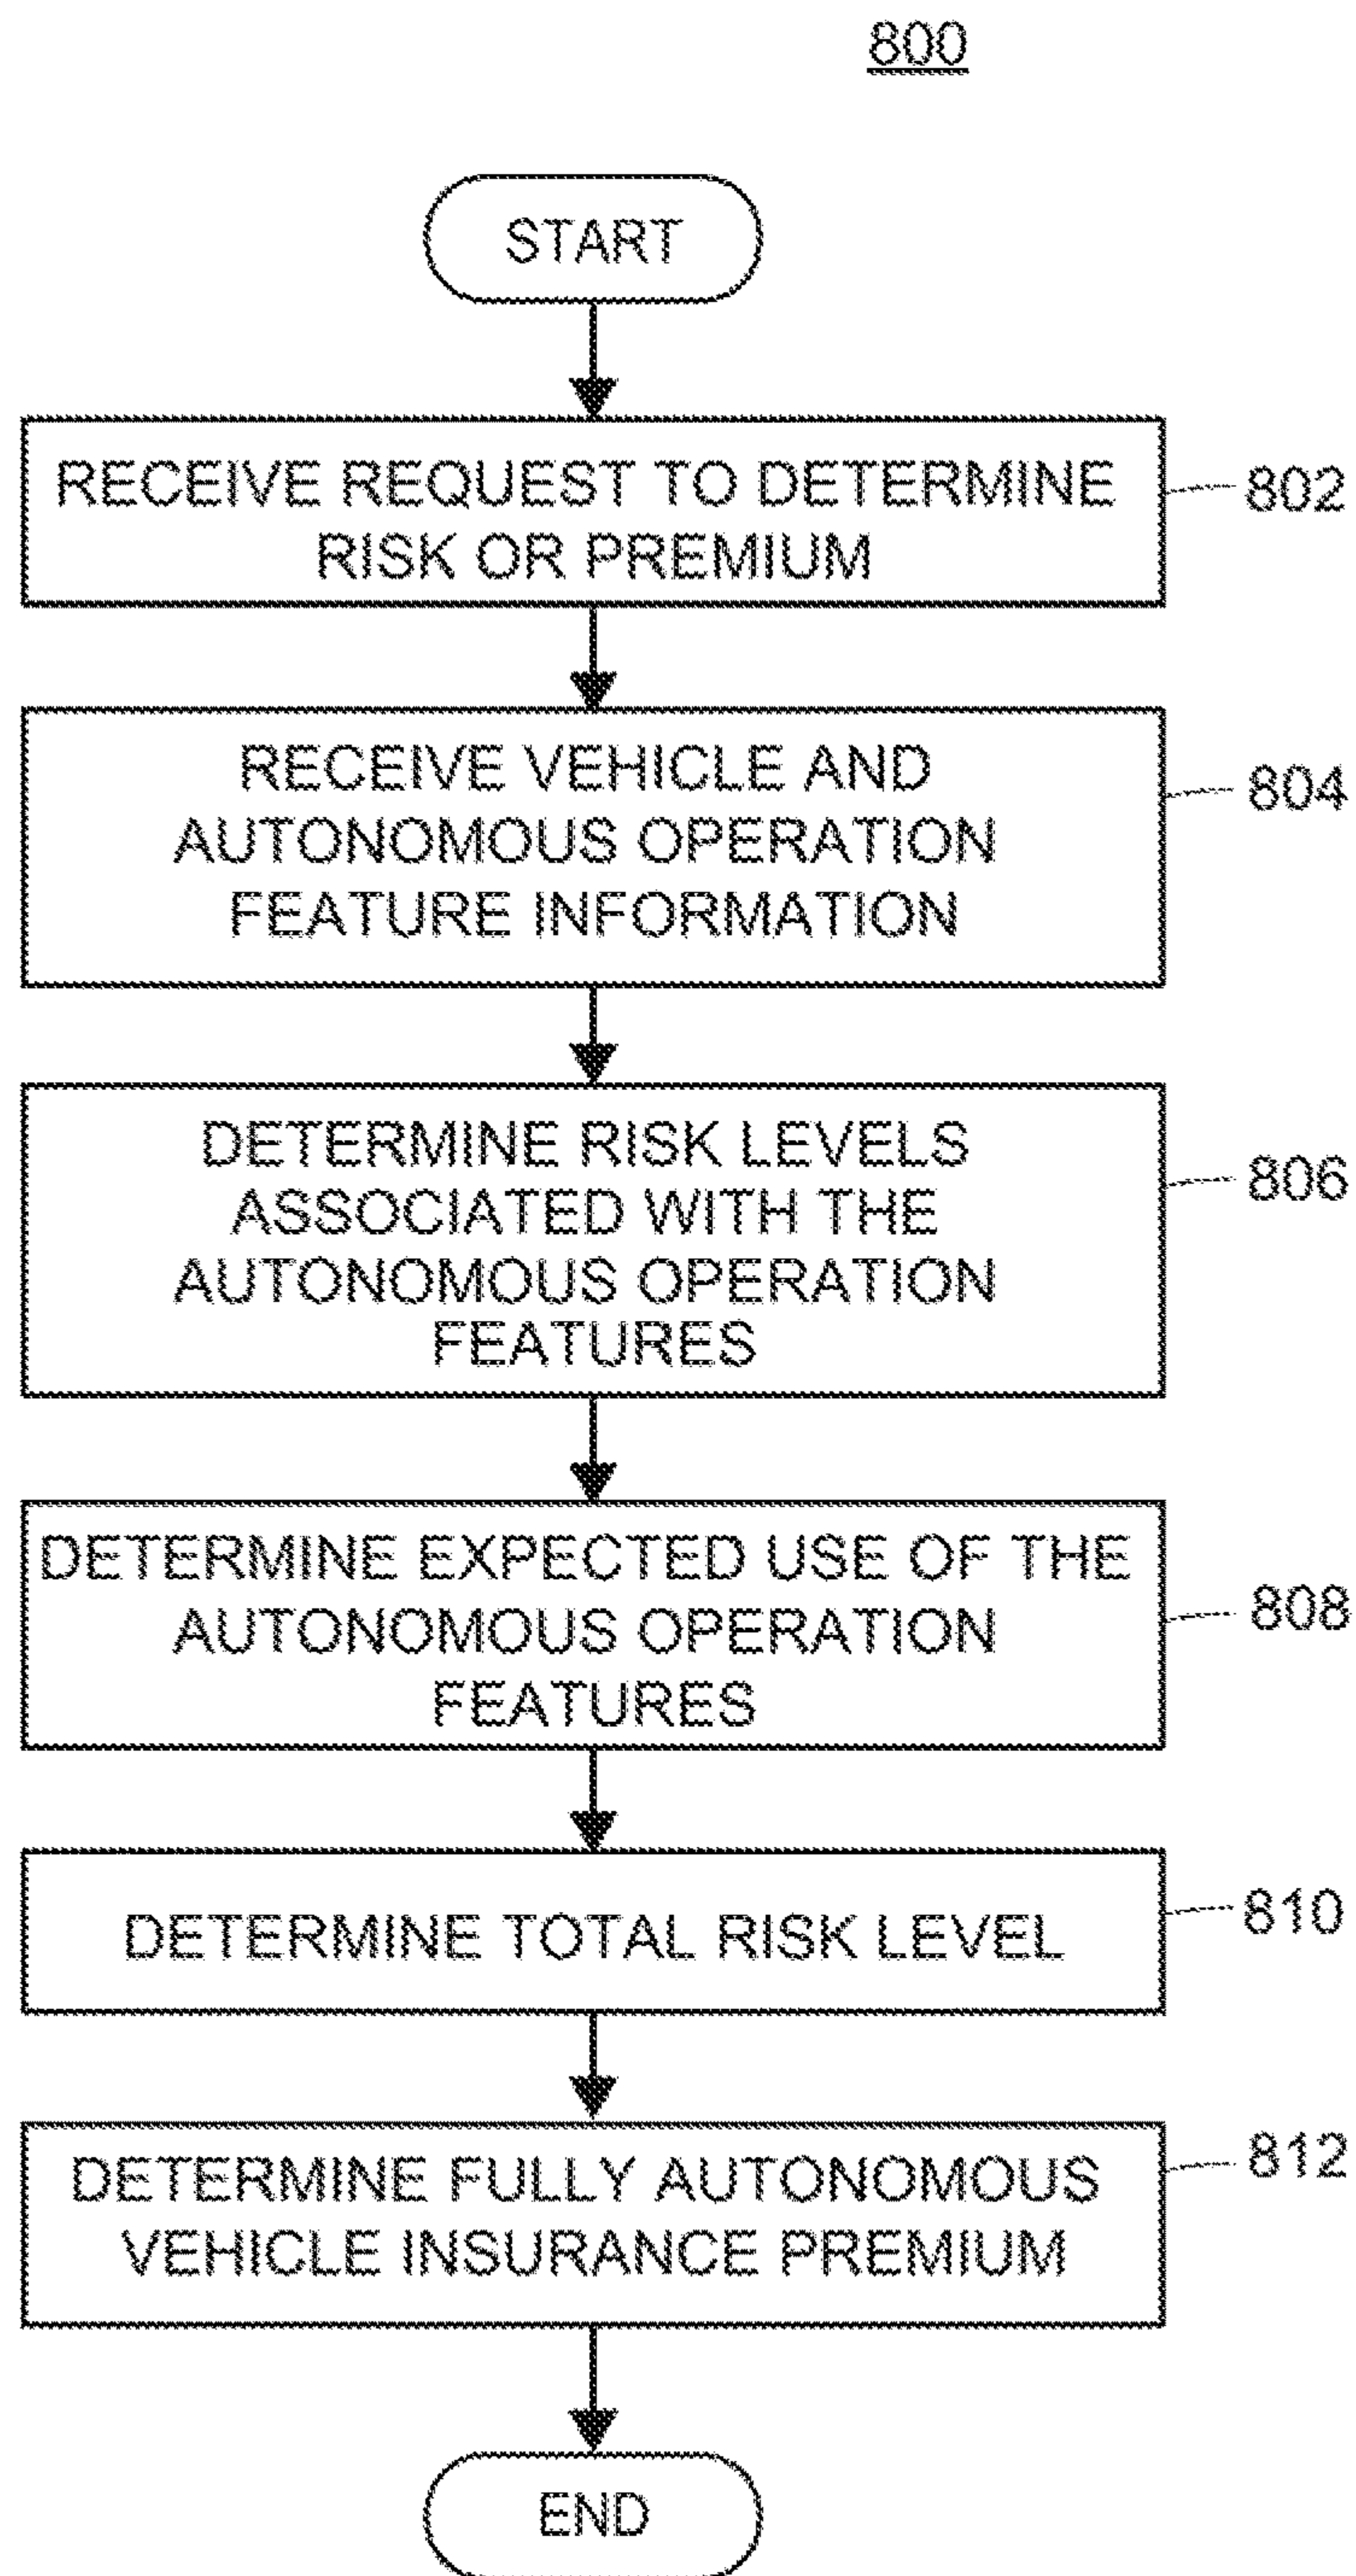 800
START
RECEIVE REQUEST TO DETERMINE
RISK OR PREMIUM
802
RECEIVE VEHICLE AND
AUTONOMOUS OPERATION
FEATURE INFORMATION
804
DETERMINE RISK LEVELS
ASSOCIATED WITH THE
AUTONOMOUS OPERATION
FEATURES
806
DETERMINE EXPECTED USE OF THE
AUTONOMOUS OPERATION
FEATURES
808
DETERMINE TOTAL RISK LEVEL
810
DETERMINE FULLY AUTONOMOUS
VEHICLE INSURANCE PREMIUM
812
END